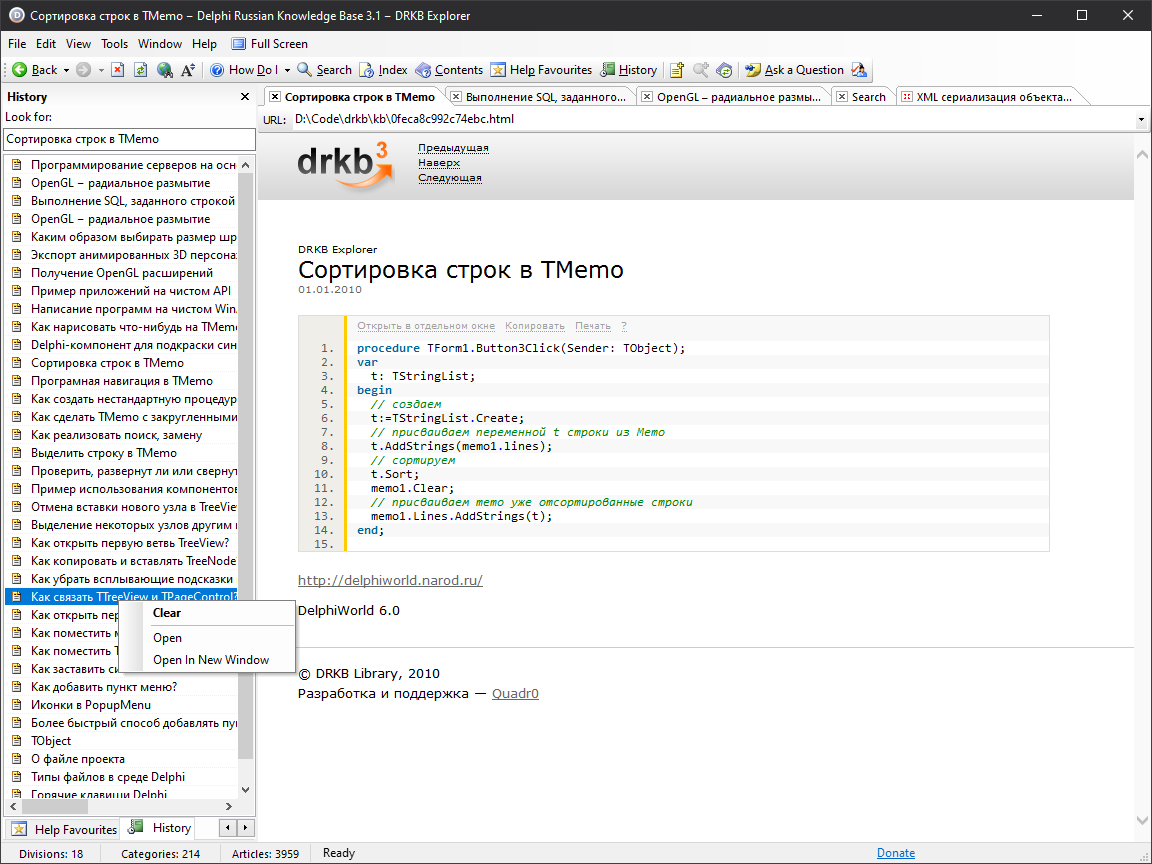 Сортировка строк в TMemo – Delphi Russian Knowledge Base 3.1 – DRKB Explorer
File Edit View Tools Window Help Full Screen
Back How Do I Search Index Contents Help Favourites History Ask a Question
History
Look for:
Сортировка строк в TMemo
Программирование серверов на осн
OpenGL – радиальное размытие
Выполнение SQL, заданного строкой
OpenGL – радиальное размытие
Каким образом выбирать размер шр
Экспорт анимированных 3D персона
Получение OpenGL расширений
Пример приложений на чистом API
Написание программ на чистом Win
Как нарисовать что-нибудь на TMemo
Delphi-компонент для подкраски син
Сортировка строк в TMemo
Програмная навигация в TMemo
Как создать нестандартную процедур
Как сделать TMemo с закругленными
Как реализовать поиск, замену
Выделить строку в TMemo
Проверить, развернут ли или свернут
Пример использования компонентов
Отмена вставки нового узла в TreeView
Выделение некоторых узлов другим
Как открыть первую ветвь TreeView?
Как копировать и вставлять TreeNode
Как убрать всплывающие подсказки
Как связать TTreeView и TPageControl?
Как открыть пер
Как поместить
Как поместить
Как заставить си
Как добавить пункт меню?
Иконки в PopupMenu
Более быстрый способ добавлять пу
TObject
О файле проекта
Типы файлов в среде Delphi
Горячие клавиши Delphi
Clear
Open
Open In New Window
Help Favourites History
Сортировка строк в TMemo Выполнение SQL, заданного... OpenGL – радиальное размы... Search XML сериализация объекта...
URL: D:\Code\drkb\kb\0feca8c992c74ebc.html
drkb3
Предыдущая
Наверх
Следующая
DRKB Explorer
Сортировка строк в TMemo
01.01.2010
Открыть в отдельном окне Копировать Печать ?
1. procedure TForm1.Button3Click(Sender: TObject);
2. var
3. t: TStringList;
4. begin
5. // создаем
6. t:=TStringList.Create;
7. // присваиваем переменной t строки из Memo
8. t.AddStrings(memo1.lines);
9. // сортируем
10. t.Sort;
11. memo1.Clear;
12. // присваиваем memo уже отсортированные строки
13. memo1.Lines.AddStrings(t);
14. end;
15.
http://delphiworld.narod.ru/
DelphiWorld 6.0
© DRKB Library, 2010
Разработка и поддержка — Quadr0
Divisions: 18 Categories: 214 Articles: 3959 Ready Donate